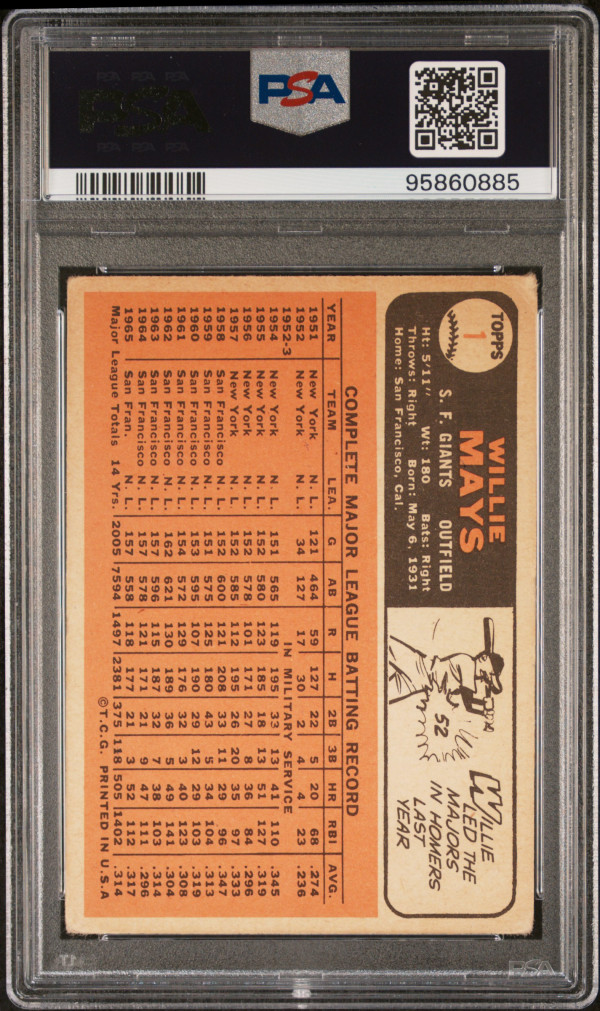 PSA
95860885
TOPPS
1
WILLIE
MAYS
S. F. GIANTS OUTFIELD
Ht: 5'11" Wt: 180 Bats: Right
Throws: Right Born: May 6, 1931
Home: San Francisco, Cal.
52
WILLIE
LED THE
MAJORS
IN HOMERS
LAST
YEAR
COMPLETE MAJOR LEAGUE BATTING RECORD
YEAR TEAM LEA. G AB R H 2B 3B HR RBI AVG.
1951 New York N. L. 121 464 59 127 22 5 20 68 .274
1952 New York N. L. 34 127 17 30 2 4 4 23 .236
1952-3 IN MILITARY SERVICE
1954 New York N. L. 151 565 119 195 33 13 41 110 .345
1955 New York N. L. 152 580 123 185 18 13 51 127 .319
1956 New York N. L. 152 578 101 171 27 8 36 84 .296
1957 New York N. L. 152 585 112 195 26 20 35 97 .333
1958 San Francisco N. L. 152 600 121 208 33 11 29 96 .347
1959 San Francisco N. L. 151 575 125 180 43 5 34 104 .313
1960 San Francisco N. L. 153 595 107 190 29 12 29 103 .319
1961 San Francisco N. L. 154 572 129 176 32 3 40 123 .308
1962 San Francisco N. L. 162 621 130 189 36 5 49 141 .304
1963 San Francisco N. L. 157 596 115 187 32 7 38 103 .314
1964 San Francisco N. L. 157 578 121 171 21 9 47 111 .296
1965 San Fran. N. L. 157 558 118 177 21 3 52 112 .317
Major League Totals 14 Yrs. 2005 7594 1497 2381 375 118 505 1402 .314
©T.C.G. PRINTED IN U.S.A
PSA